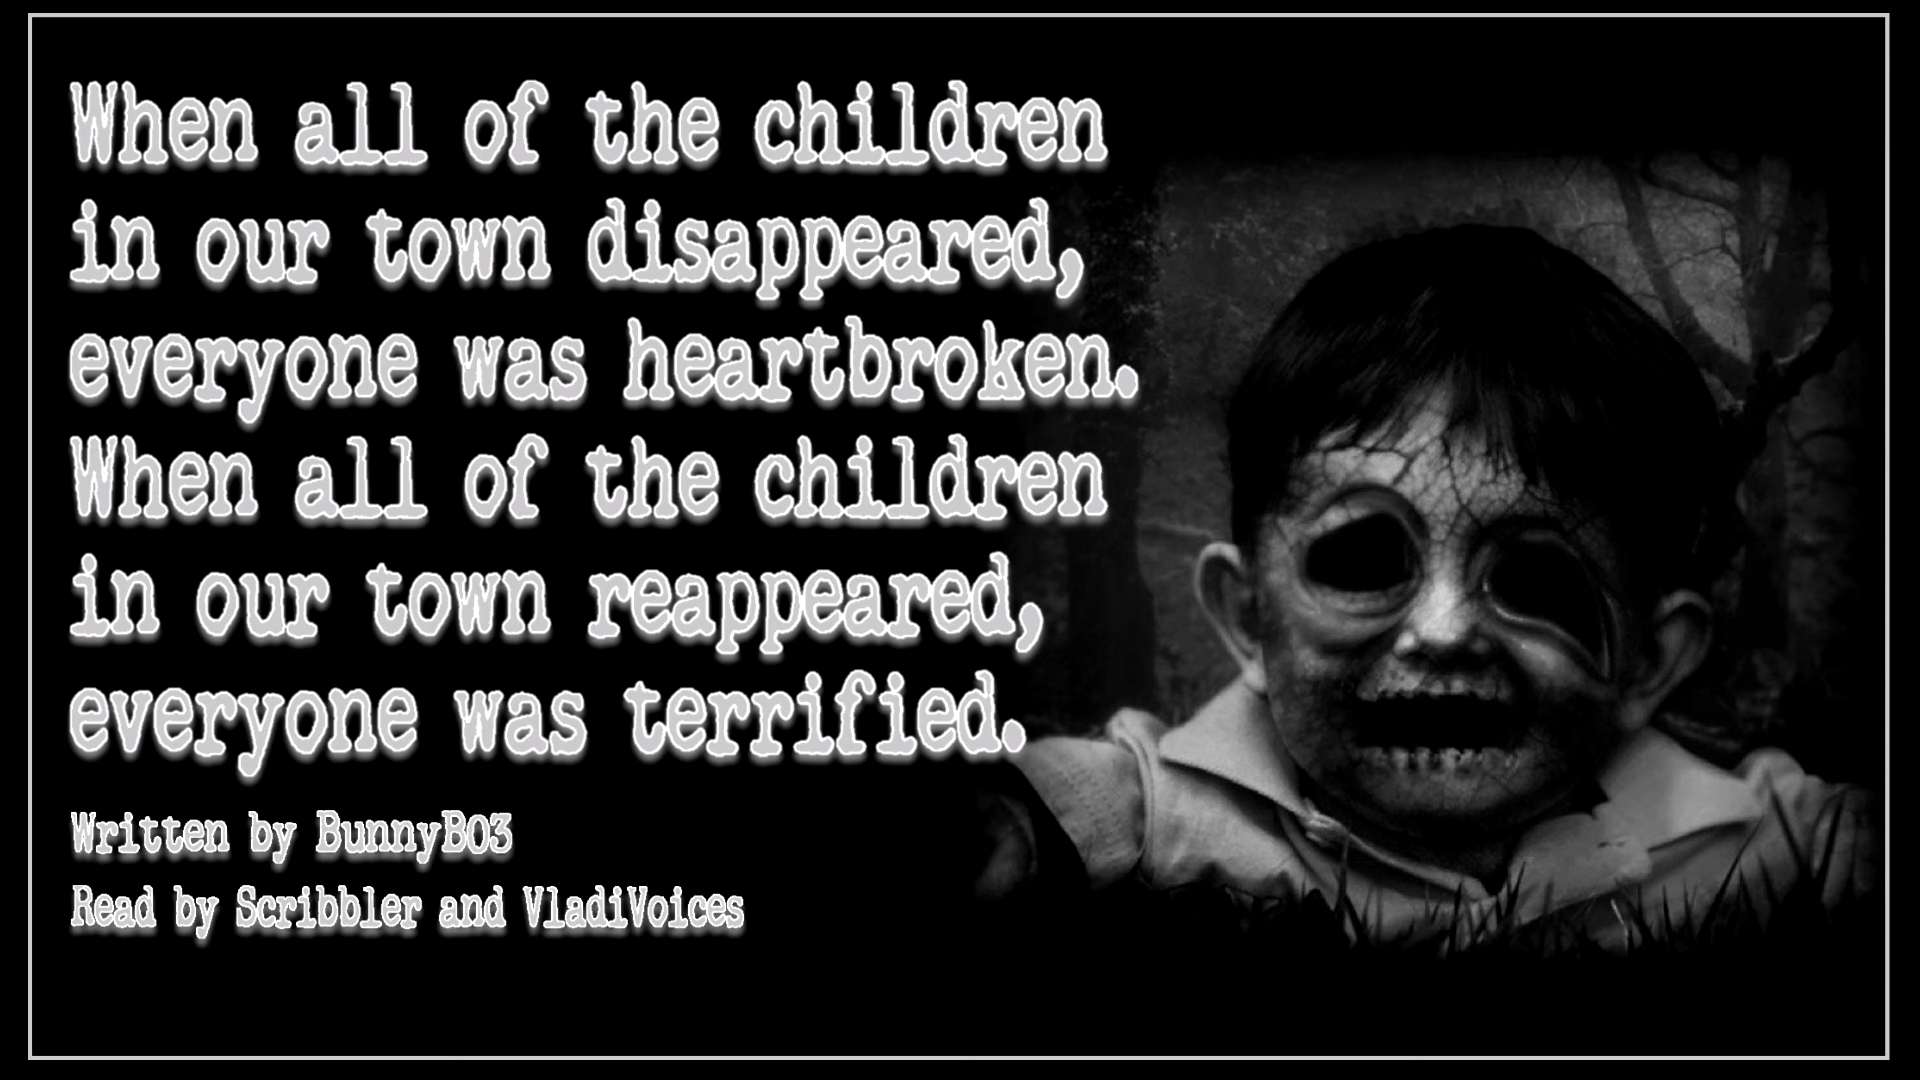 When all of the children
in our town disappeared,
everyone was heartbroken.
When all of the children
in our town reappeared,
everyone was terrified.
Written by BunnyB03
Read by Scribbler and VladiVoices